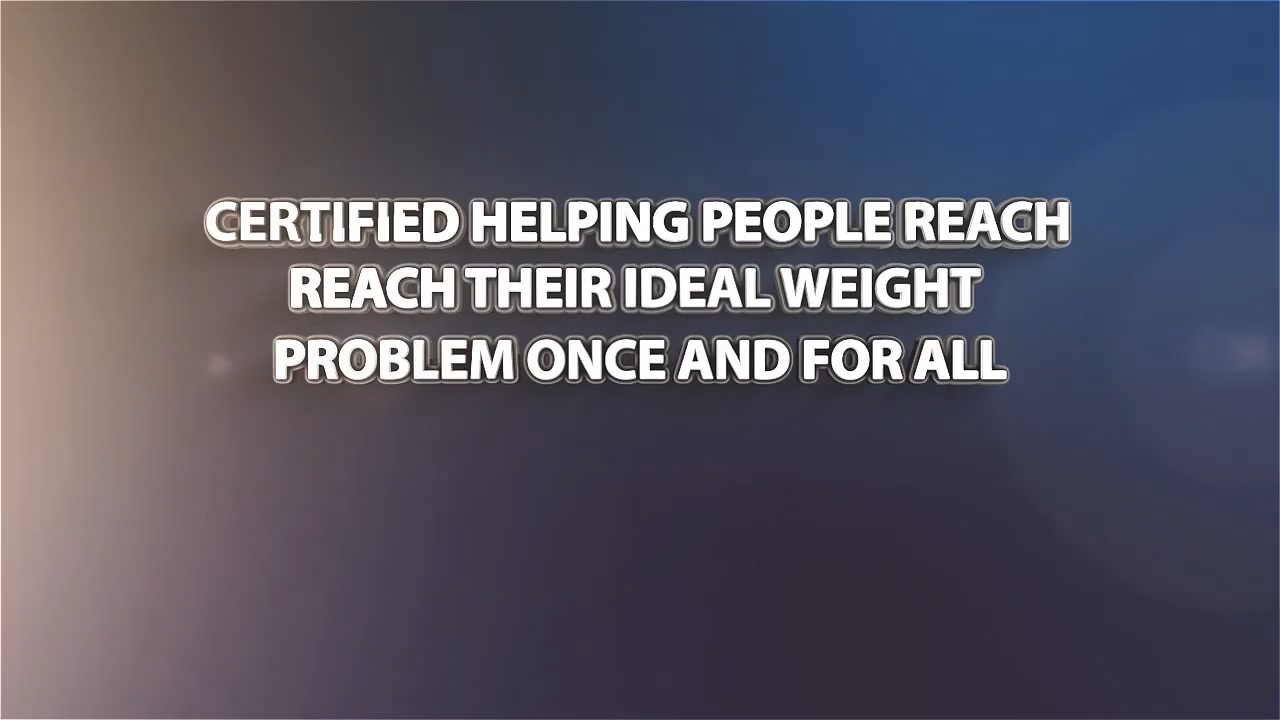 CERTIFIED HELPING PEOPLE REACH
REACH THEIR IDEAL WEIGHT
PROBLEM ONCE AND FOR ALL